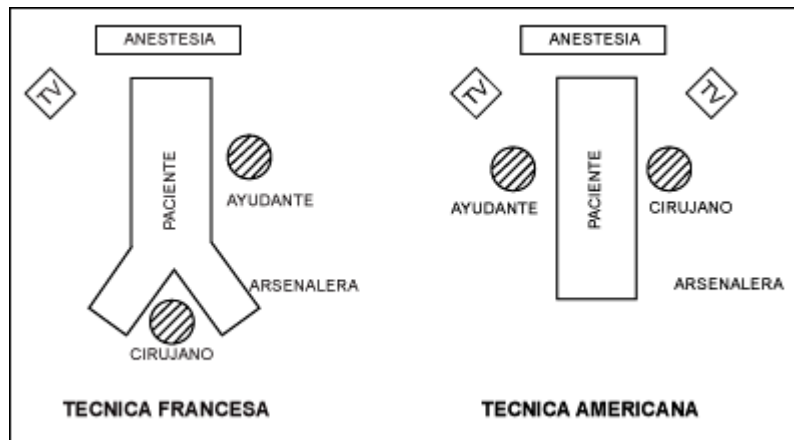 ANESTESIA
TV
PACIENTE
AYUDANTE
ARSENALERA
CIRUJANO
TECNICA FRANCESA
ANESTESIA
TV
TV
AYUDANTE
PACIENTE
CIRUJANO
ARSENALERA
TECNICA AMERICANA